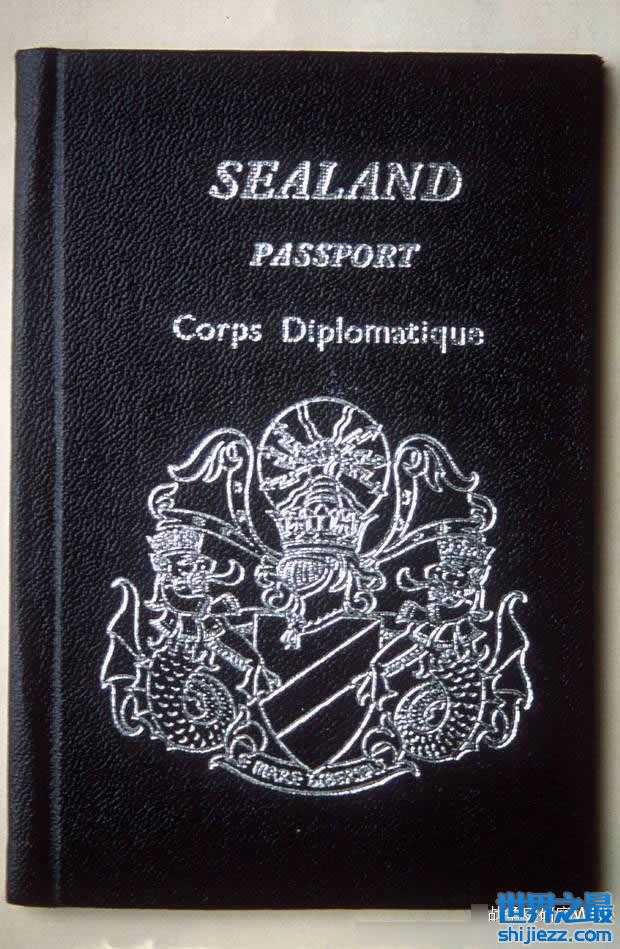 SEALAND
PASSPORT
Corps Diplomatique
E MARE LIBERTAS
世界之最
shijiezz.com